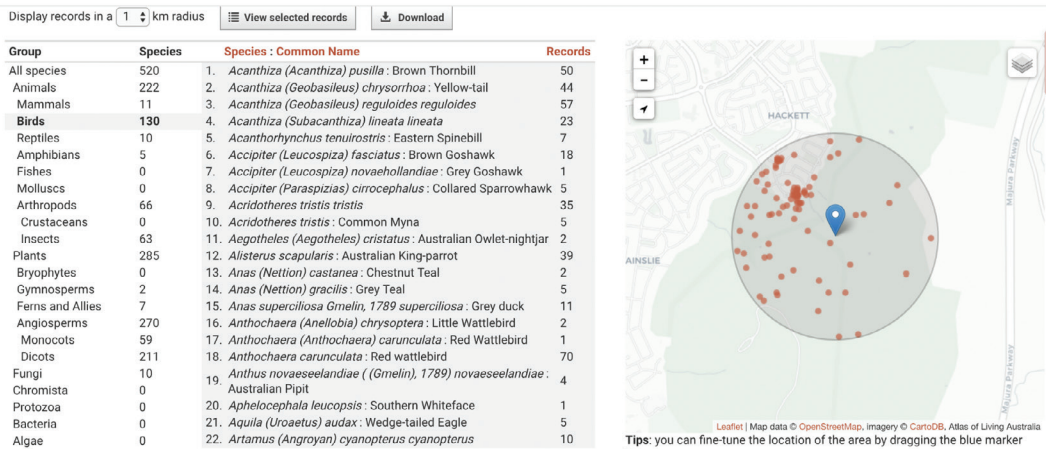 Display records in a 1 km radius View selected records Download
Group Species
All species 520
Animals 222
Mammals 11
Birds 130
Reptiles 10
Amphibians 5
Fishes 0
Molluscs 0
Arthropods 66
Crustaceans 0
Insects 63
Plants 285
Bryophytes 0
Gymnosperms 2
Ferns and Allies 7
Angiosperms 270
Monocots 59
Dicots 211
Fungi 10
Chromista 0
Protozoa 0
Bacteria 0
Algae 0
Species : Common Name Records
1. Acanthiza (Acanthiza) pusilla : Brown Thornbill 50
2. Acanthiza (Geobasileus) chrysorrhoa : Yellow-tail 44
3. Acanthiza (Geobasileus) reguloides reguloides 57
4. Acanthiza (Subacanthiza) lineata lineata 23
5. Acanthorhynchus tenuirostris : Eastern Spinebill 7
6. Accipiter (Leucospiza) fasciatus : Brown Goshawk 18
7. Accipiter (Leucospiza) novaehollandiae : Grey Goshawk 1
8. Accipiter (Paraspizias) cirrocephalus : Collared Sparrowhawk 5
9. Acridotheres tristis tristis 35
10. Acridotheres tristis : Common Myna 5
11. Aegotheles (Aegotheles) cristatus : Australian Owlet-nightjar 2
12. Alisterus scapularis : Australian King-parrot 39
13. Anas (Nettion) castanea : Chestnut Teal 2
14. Anas (Nettion) gracilis : Grey Teal 5
15. Anas superciliosa Gmelin, 1789 superciliosa : Grey duck 11
16. Anthochaera (Anellobia) chrysoptera : Little Wattlebird 2
17. Anthochaera (Anthochaera) carunculata : Red Wattlebird 1
18. Anthochaera carunculata : Red wattlebird 70
19. Anthus novaeseelandiae ( (Gmelin), 1789) novaeseelandiae : 4
Australian Pipit
20. Aphelocephala leucopsis : Southern Whiteface 1
21. Aquila (Uroaetus) audax : Wedge-tailed Eagle 5
22. Artamus (Angroyan) cyanopterus cyanopterus 10
+
−
HACKETT
AINSLIE
Majura Parkway
Majura Parkway
Leaflet | Map data © OpenStreetMap, imagery © CartoDB, Atlas of Living Australia
Tips: you can fine-tune the location of the area by dragging the blue marker